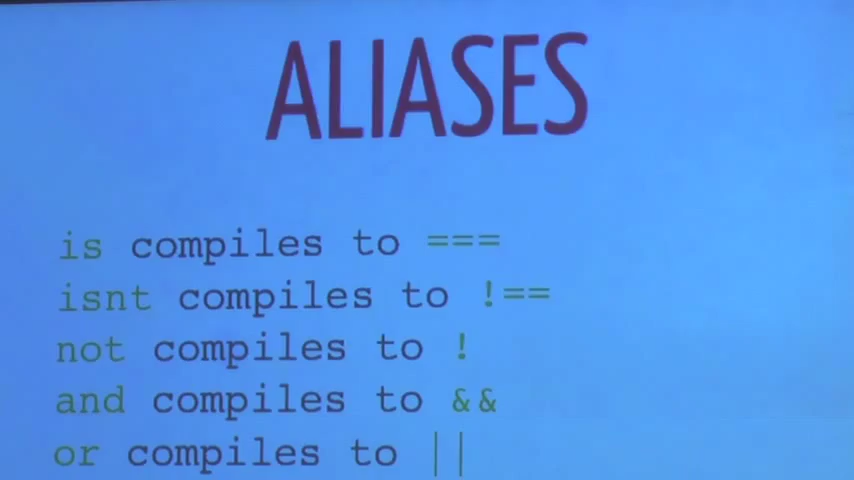 ALIASES
is compiles to ===
isnt compiles to !==
not compiles to !
and compiles to &&
or compiles to ||